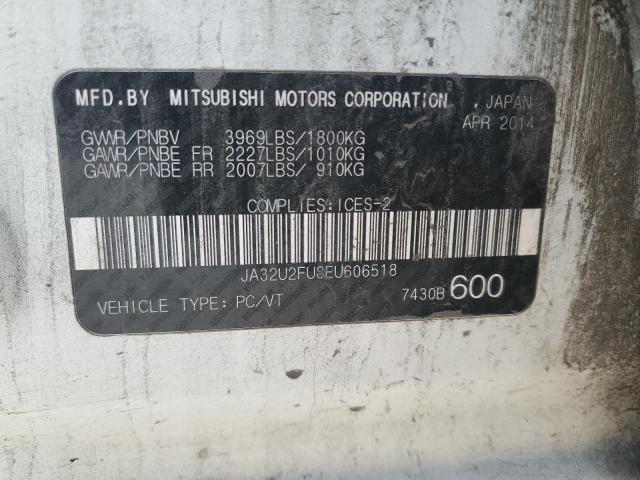 MFD.BY MITSUBISHI MOTORS CORPORATION . JAPAN
APR 2014
GVWR/PNBV 3969LBS/1800KG
GAWR/PNBE FR 2227LBS/1010KG
GAWR/PNBE RR 2007LBS/ 910KG
COMPLIES:ICES-2
JA32U2FU8EU606518
VEHICLE TYPE: PC/VT 7430B 600